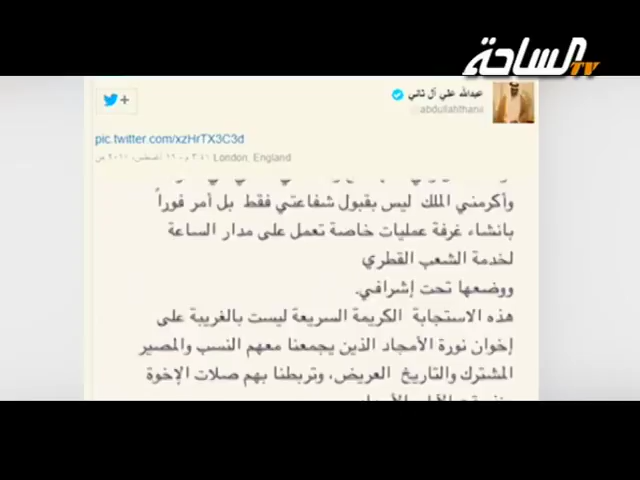 الساحة TV
عبدالله علي آل ثاني
@abdullahthanii
pic.twitter.com/xzHrTX3C3d
London, England
وأكرمني الملك ليس بقبول شفاعتي فقط بل أمر فوراً
بانشاء غرفة عمليات خاصة تعمل على مدار الساعة
لخدمة الشعب القطري
ووضعها تحت إشرافي.
هذه الاستجابة الكريمة السريعة ليست بالغريبة على
إخوان نورة الأمجاد الذين يجمعنا معهم النسب والمصير
المشترك والتاريخ العريض، وتربطنا بهم صلات الإخوة